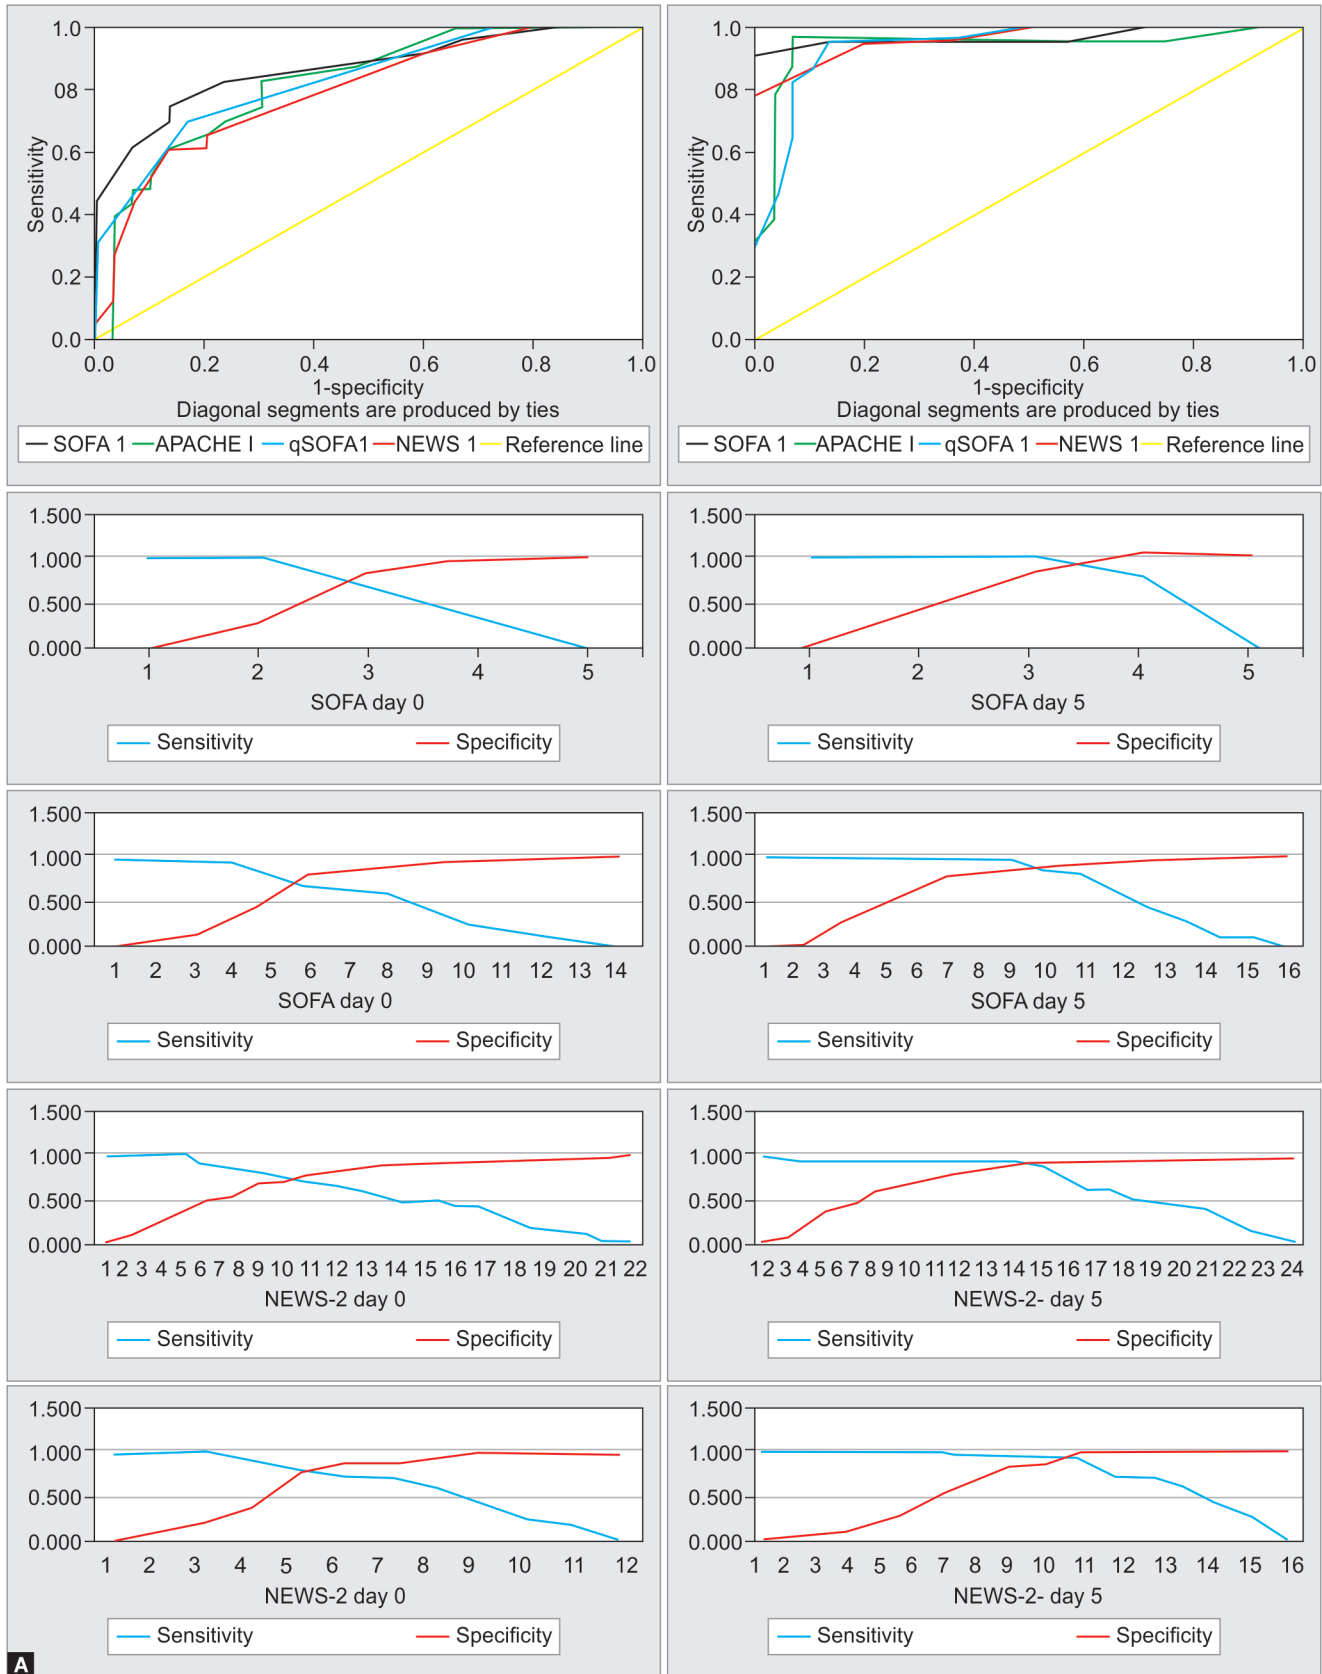 1.0
08
0.6
0.4
0.2
0.0
Sensitivity
0.0 0.2 0.4 0.6 0.8 1.0
1-specificity
Diagonal segments are produced by ties
SOFA 1 APACHE I qSOFA1 NEWS 1 Reference line
1.0
08
0.6
0.4
0.2
0.0
Sensitivity
0.0 0.2 0.4 0.6 0.8 1.0
1-specificity
Diagonal segments are produced by ties
SOFA 1 APACHE I qSOFA 1 NEWS 1 Reference line
1.500
1.000
0.500
0.000
1 2 3 4 5
SOFA day 0
Sensitivity Specificity
1.500
1.000
0.500
0.000
1 2 3 4 5
SOFA day 5
Sensitivity Specificity
1.500
1.000
0.500
0.000
1 2 3 4 5 6 7 8 9 10 11 12 13 14
SOFA day 0
Sensitivity Specificity
1.500
1.000
0.500
0.000
1 2 3 4 5 6 7 8 9 10 11 12 13 14 15 16
SOFA day 5
Sensitivity Specificity
1.500
1.000
0.500
0.000
1 2 3 4 5 6 7 8 9 10 11 12 13 14 15 16 17 18 19 20 21 22
NEWS-2 day 0
Sensitivity Specificity
1.500
1.000
0.500
0.000
1 2 3 4 5 6 7 8 9 10 11 12 13 14 15 16 17 18 19 20 21 22 23 24
NEWS-2- day 5
Sensitivity Specificity
1.500
1.000
0.500
0.000
1 2 3 4 5 6 7 8 9 10 11 12
NEWS-2 day 0
Sensitivity Specificity
1.500
1.000
0.500
0.000
1 2 3 4 5 6 7 8 9 10 11 12 13 14 15 16
NEWS-2- day 5
Sensitivity Specificity
A